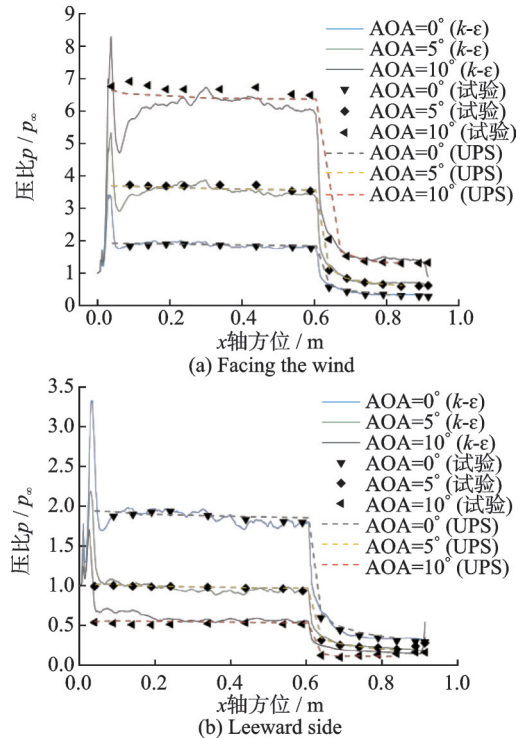 9
8
7
6
5
4
3
2
1
0
压比p / p∞
0.0 0.2 0.4 0.6 0.8 1.0
x轴方位 / m
AOA=0° (k-ε)
AOA=5° (k-ε)
AOA=10° (k-ε)
AOA=0° (试验)
AOA=5° (试验)
AOA=10° (试验)
AOA=0° (UPS)
AOA=5° (UPS)
AOA=10° (UPS)
(a) Facing the wind
3.5
3.0
2.5
2.0
1.5
1.0
0.5
0
压比p / p∞
0.0 0.2 0.4 0.6 0.8 1.0
x轴方位 / m
AOA=0° (k-ε)
AOA=5° (k-ε)
AOA=10° (k-ε)
AOA=0° (试验)
AOA=5° (试验)
AOA=10° (试验)
AOA=0° (UPS)
AOA=5° (UPS)
AOA=10° (UPS)
(b) Leeward side